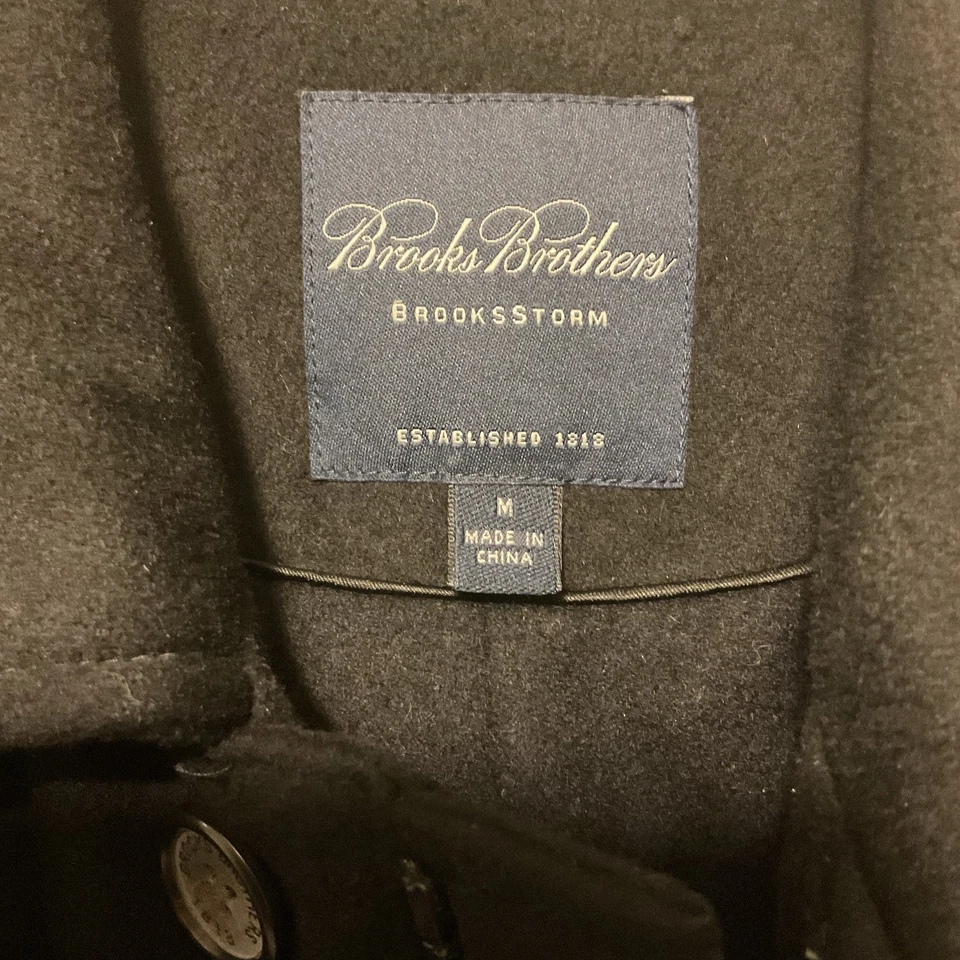 Brooks Brothers
BROOKSSTORM
ESTABLISHED 1818
M
MADE IN
CHINA